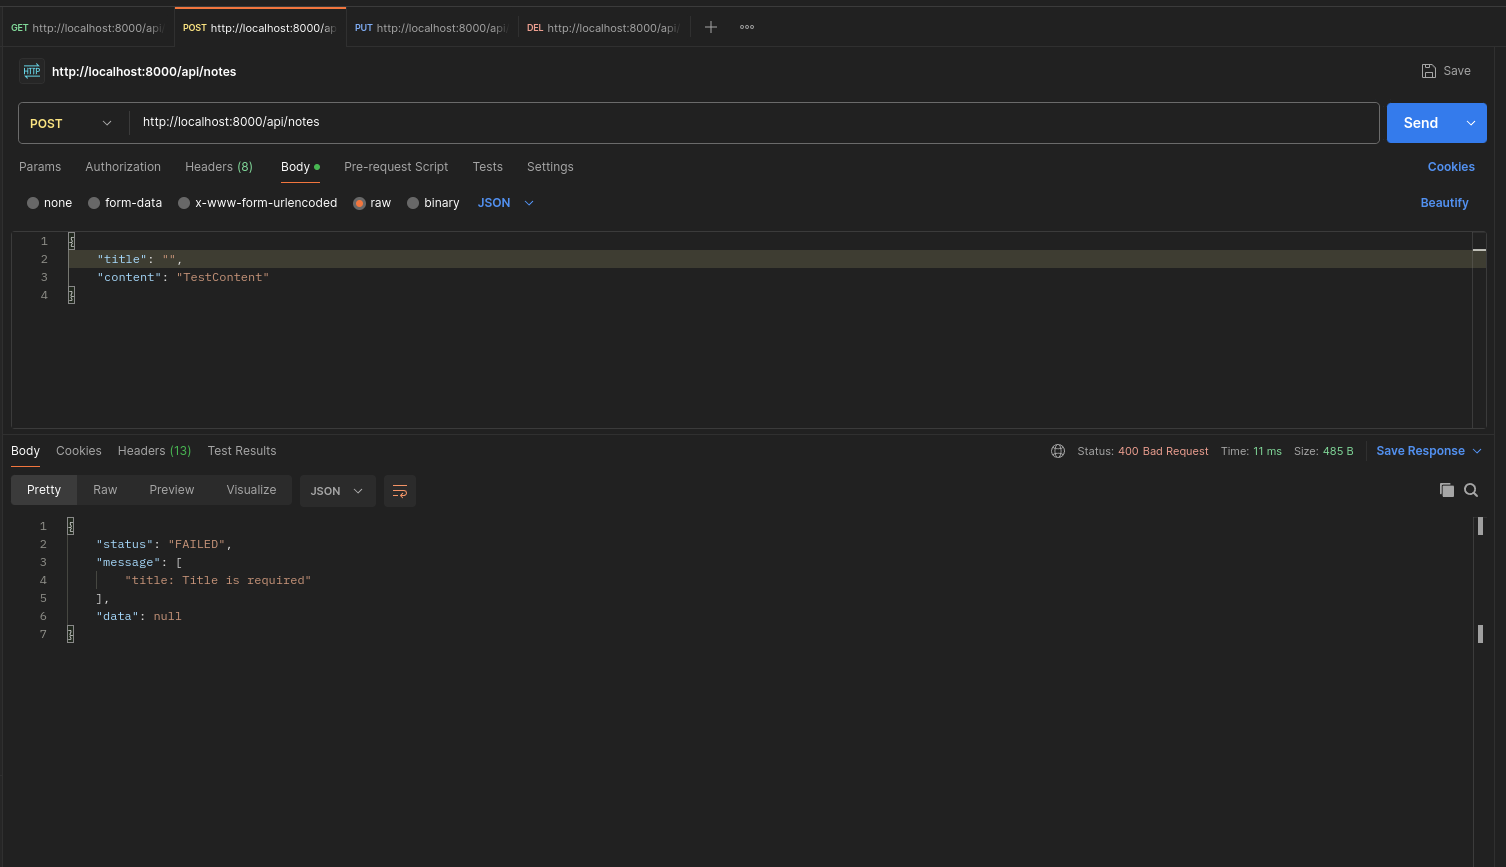 GET http://localhost:8000/api/ POST http://localhost:8000/ap PUT http://localhost:8000/api DEL http://localhost:8000/api/
HTTP http://localhost:8000/api/notes Save
POST http://localhost:8000/api/notes Send
Params Authorization Headers (8) Body Pre-request Script Tests Settings Cookies
none form-data x-www-form-urlencoded raw binary JSON Beautify
1 {
2 "title": "",
3 "content": "TestContent"
4 }
Body Cookies Headers (13) Test Results Status: 400 Bad Request Time: 11 ms Size: 485 B Save Response
Pretty Raw Preview Visualize JSON
1 {
2 "status": "FAILED",
3 "message": [
4 "title: Title is required"
5 ],
6 "data": null
7 }